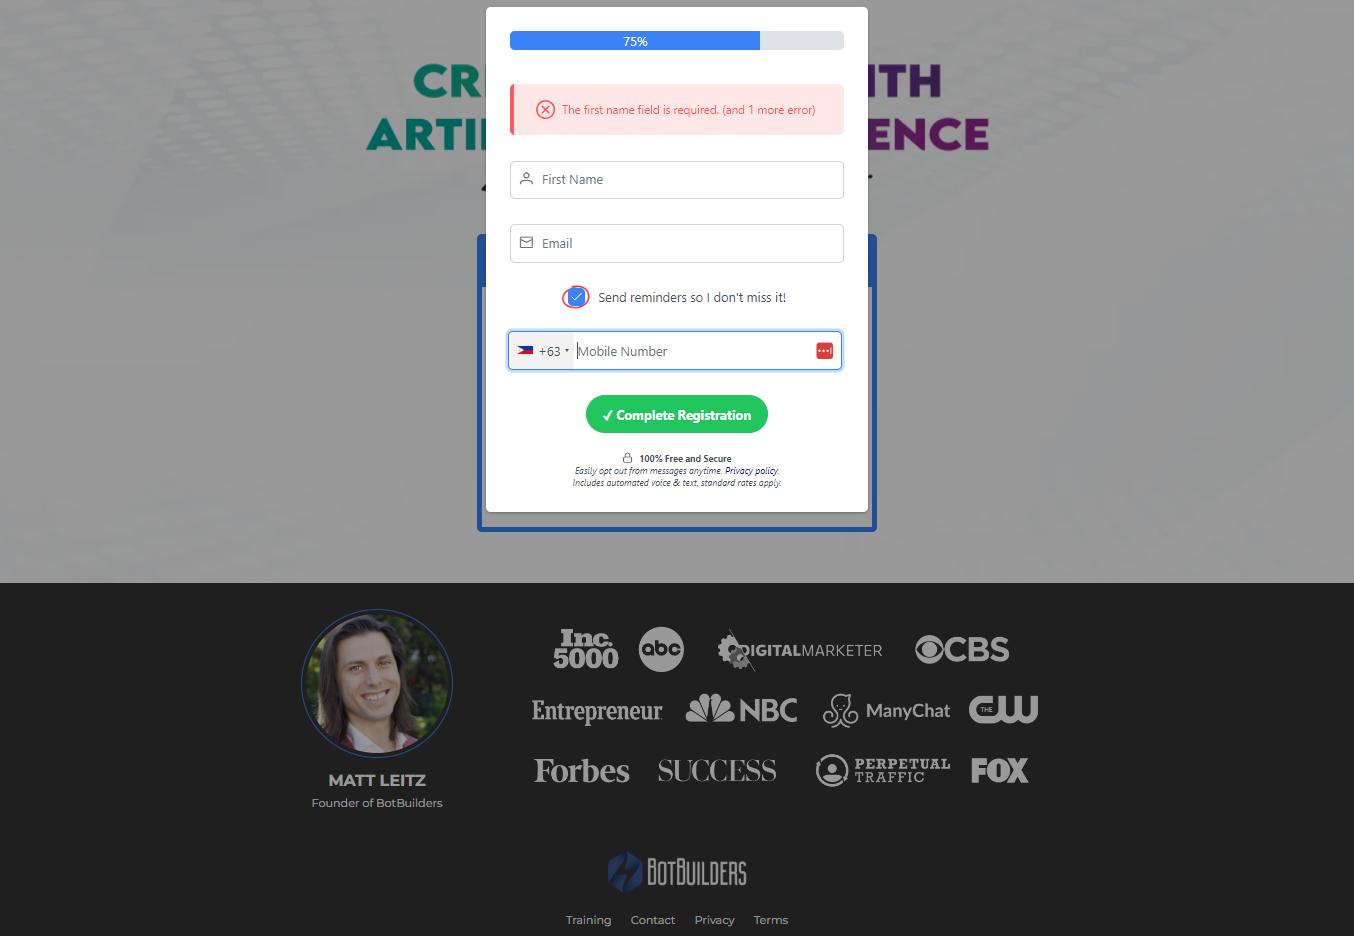 75%
CR ITH
ARTI ENCE
The first name field is required. (and 1 more error)
First Name
Email
Send reminders so I don't miss it!
+63 Mobile Number
✓ Complete Registration
100% Free and Secure
Easily opt out from messages anytime. Privacy policy.
Includes automated voice & text, standard rates apply.
Inc. 5000
abc
DIGITALMARKETER
CBS
Entrepreneur
NBC
ManyChat
THE CW
Forbes
SUCCESS
PERPETUAL TRAFFIC
FOX
MATT LEITZ
Founder of BotBuilders
BOTBUILDERS
Training Contact Privacy Terms